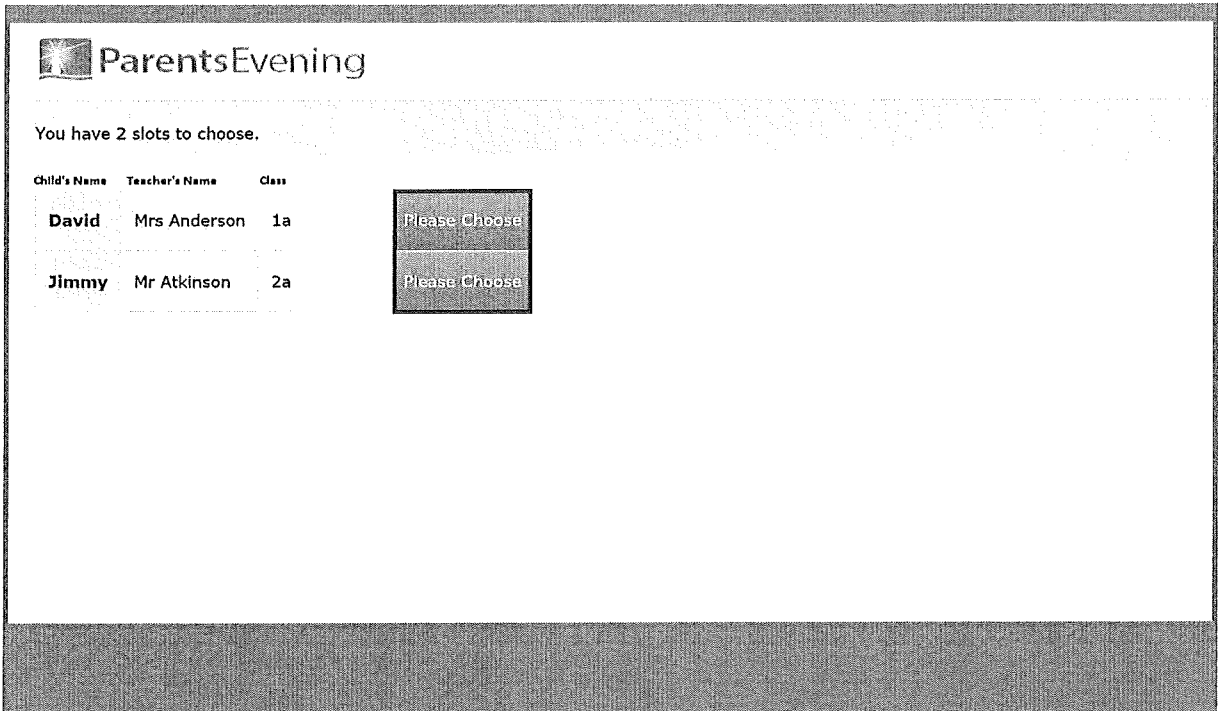 ParentsEvening
You have 2 slots to choose.
Child's Name Teacher's Name Class
David Mrs Anderson 1a Please Choose
Jimmy Mr Atkinson 2a Please Choose